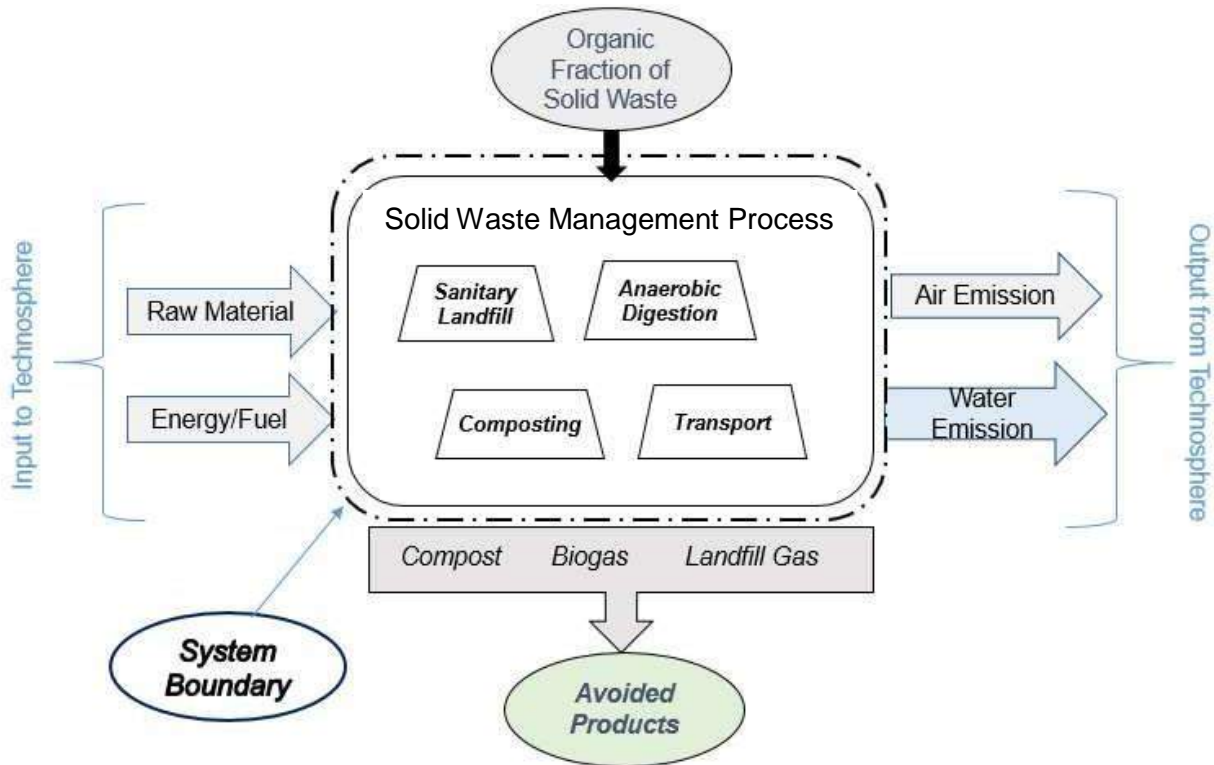 Organic
Fraction of
Solid Waste
Solid Waste Management Process
Sanitary
Landfill
Anaerobic
Digestion
Composting
Transport
Input to Technosphere
Raw Material
Energy/Fuel
Air Emission
Water
Emission
Output from Technosphere
Compost Biogas Landfill Gas
System
Boundary
Avoided
Products